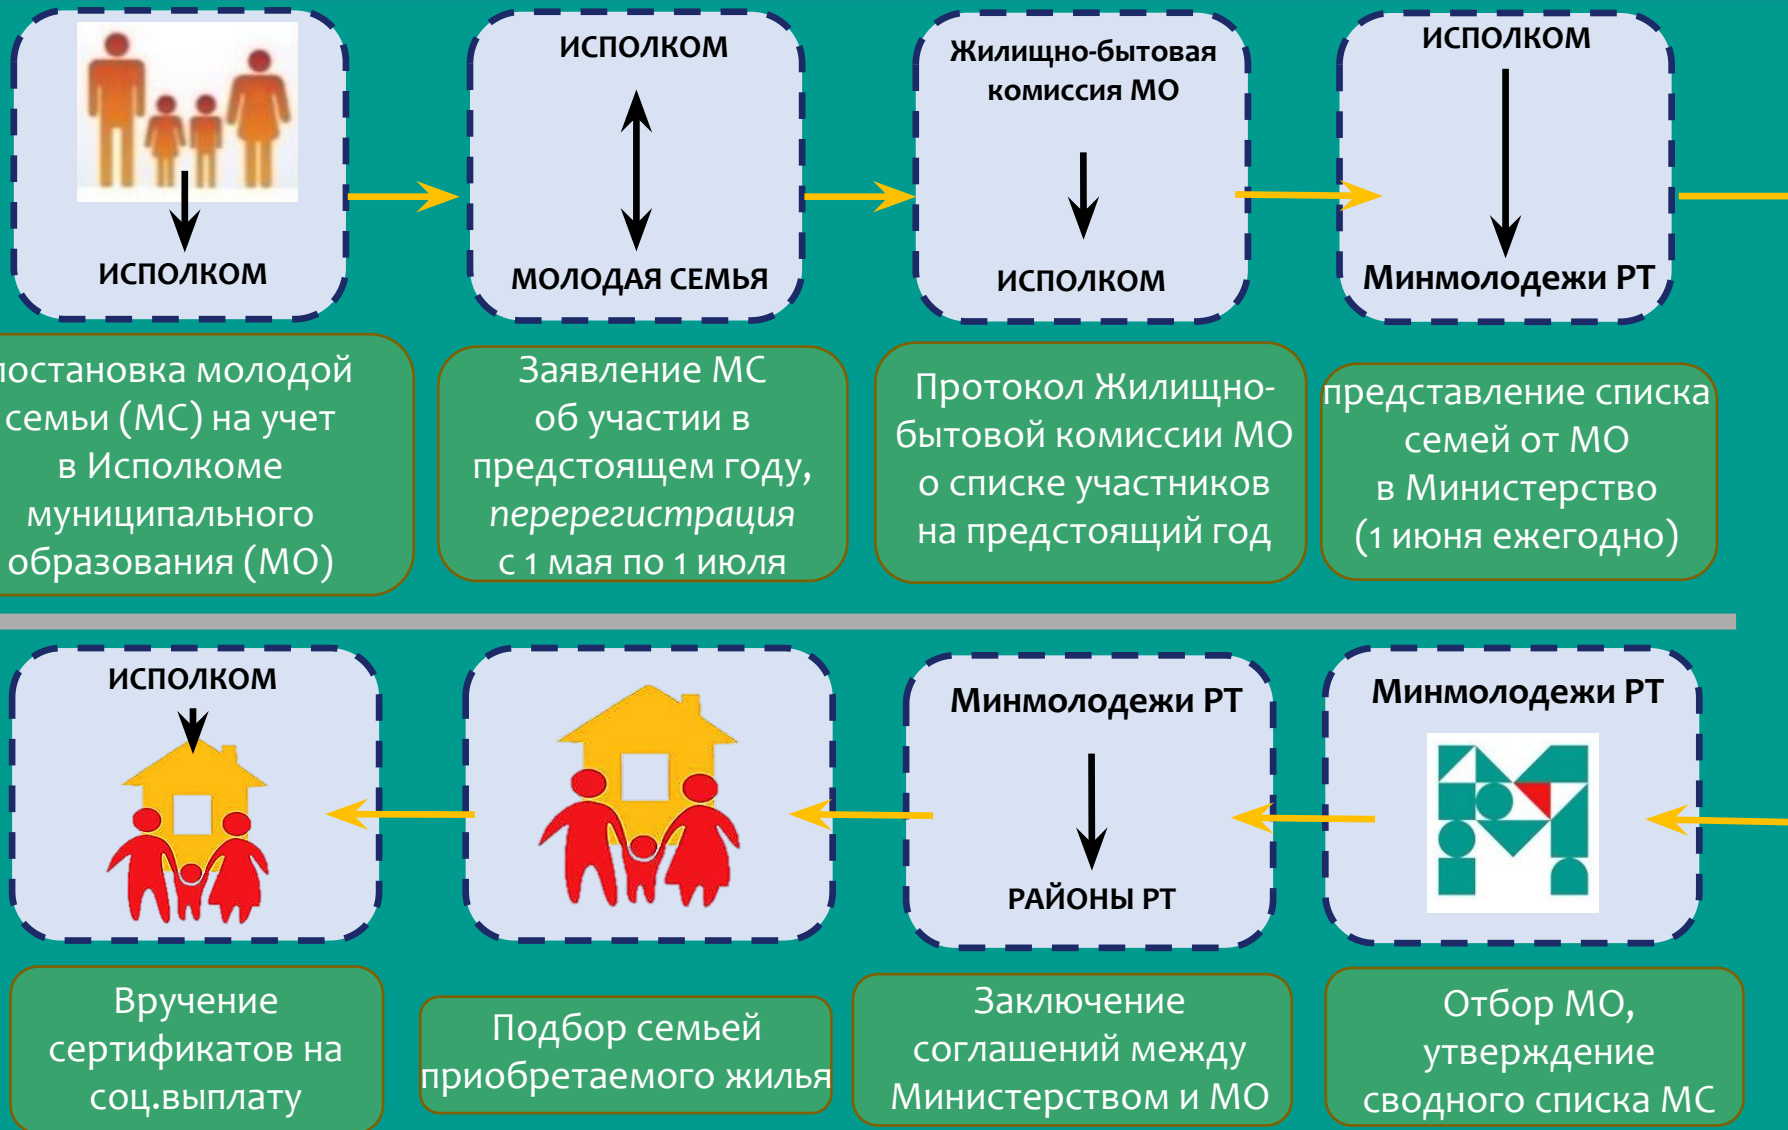 ИСПОЛКОМ
ИСПОЛКОМ
МОЛОДАЯ СЕМЬЯ
Жилищно-бытовая
комиссия МО
ИСПОЛКОМ
ИСПОЛКОМ
Минмолодежи РТ
постановка молодой
семьи (МС) на учет
в Исполкоме
муниципального
образования (МО)
Заявление МС
об участии в
предстоящем году,
перерегистрация
с 1 мая по 1 июля
Протокол Жилищно-
бытовой комиссии МО
о списке участников
на предстоящий год
представление списка
семей от МО
в Министерство
(1 июня ежегодно)
ИСПОЛКОМ
Минмолодежи РТ
РАЙОНЫ РТ
Минмолодежи РТ
Вручение
сертификатов на
соц.выплату
Подбор семьей
приобретаемого жилья
Заключение
соглашений между
Министерством и МО
Отбор МО,
утверждение
сводного списка МС